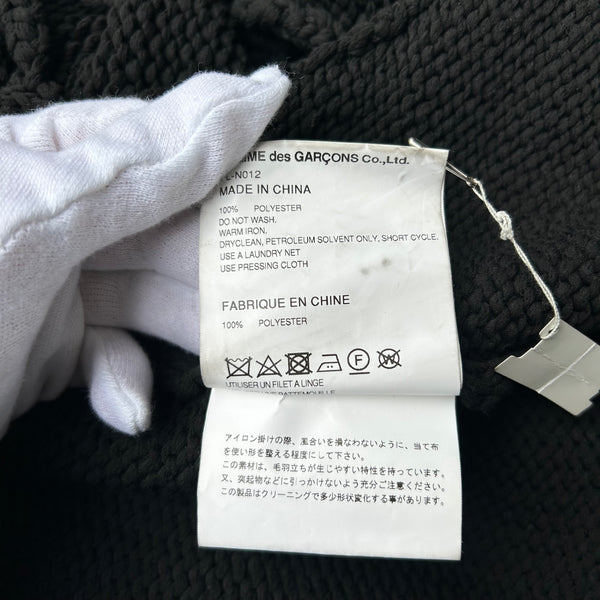 ME des GARÇONS Co.,Ltd.
-N012
MADE IN CHINA
100% POLYESTER
DO NOT WASH.
WARM IRON.
DRYCLEAN, PETROLEUM SOLVENT ONLY, SHORT CYCLE.
USE A LAUNDRY NET
USE PRESSING CLOTH
FABRIQUE EN CHINE
100% POLYESTER
F W
UTILISER UN FILET A LINGE
アイロン掛けの際、風合いを損なわないように、当て布
を使い形を整える程度にして下さい。
この素材は、毛羽立ちが生じやすい特性を持っています。
又、突起物などに引っかけないよう充分ご注意ください。
この製品はクリーニングで多少形状変化する事があります。